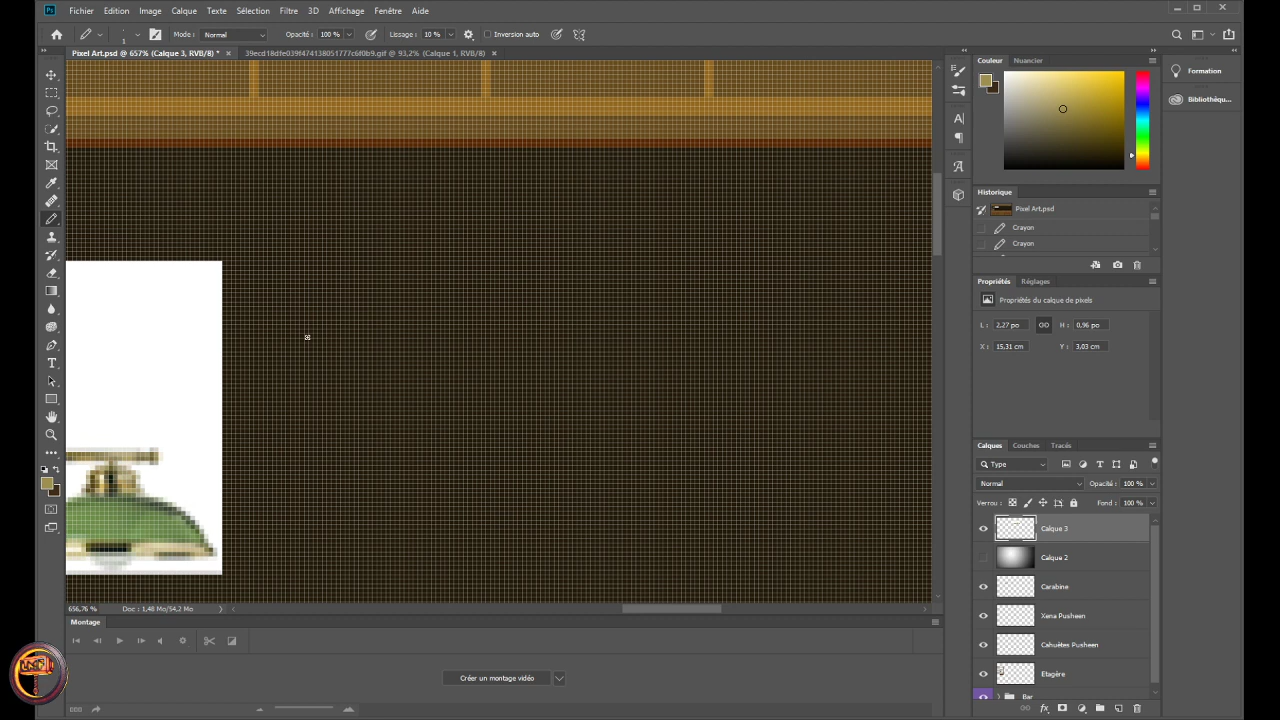 Ps Fichier Edition Image Calque Texte Sélection Filtre 3D Affichage Fenêtre Aide
1 Mode : Normal Opacité : 100 % Lissage : 10 % Inversion auto
Pixel Art.psd @ 657% (Calque 3, RVB/8) * × 39ecd18dfe039f474138051777c6f0b9.gif @ 93,2% (Calque 1, RVB/8) ×
Couleur Nuancier
Formation
Bibliothèqu...
Historique
Pixel Art.psd
Crayon
Crayon
Propriétés Réglages
Propriétés du calque de pixels
L : 2,27 po H : 0,96 po
X : 15,31 cm Y : 3,03 cm
Calques Couches Tracés
Type
Normal Opacité : 100 %
Verrou : Fond : 100 %
Calque 3
Calque 2
Carabine
Xena Pusheen
Cahuètes Pusheen
Etagère
Bar
656,76 % Doc : 1,48 Mo/54,2 Mo
Montage
Créer un montage vidéo